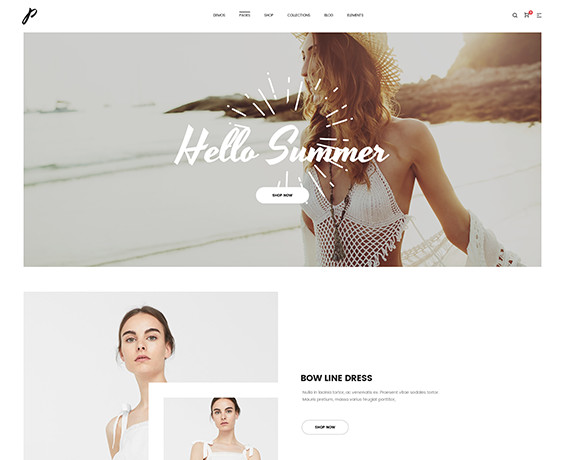 P
DEMOS PAGES SHOP COLLECTIONS BLOG ELEMENTS
Hello Summer
SHOP NOW
BOW LINE DRESS
Nulla in lacinia tortor, ac venenatis ex. Praesent vitae sodales tortor
mauris pretium, massa varius feugiat porttitor.
SHOP NOW